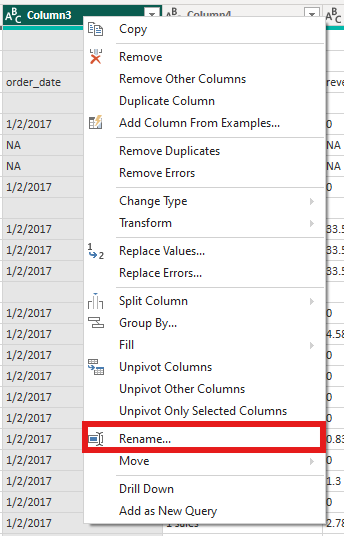 ABC Column3 ABC Column4 ABC
order_date reve
1/2/2017 0
NA NA
NA NA
1/2/2017 0
1/2/2017 33.5
1/2/2017 33.5
1/2/2017 33.5
1/2/2017 0
1/2/2017 4.58
1/2/2017 0
1/2/2017 0
1/2/2017 0
1/2/2017 0
1/2/2017 0.83
1/2/2017 0
1/2/2017 1.3
1/2/2017 0
1/2/2017 1 sales 2.78
Copy
Remove
Remove Other Columns
Duplicate Column
Add Column From Examples...
Remove Duplicates
Remove Errors
Change Type
Transform
1 2 Replace Values...
Replace Errors...
Split Column
Group By...
Fill
Unpivot Columns
Unpivot Other Columns
Unpivot Only Selected Columns
Rename...
Move
Drill Down
Add as New Query